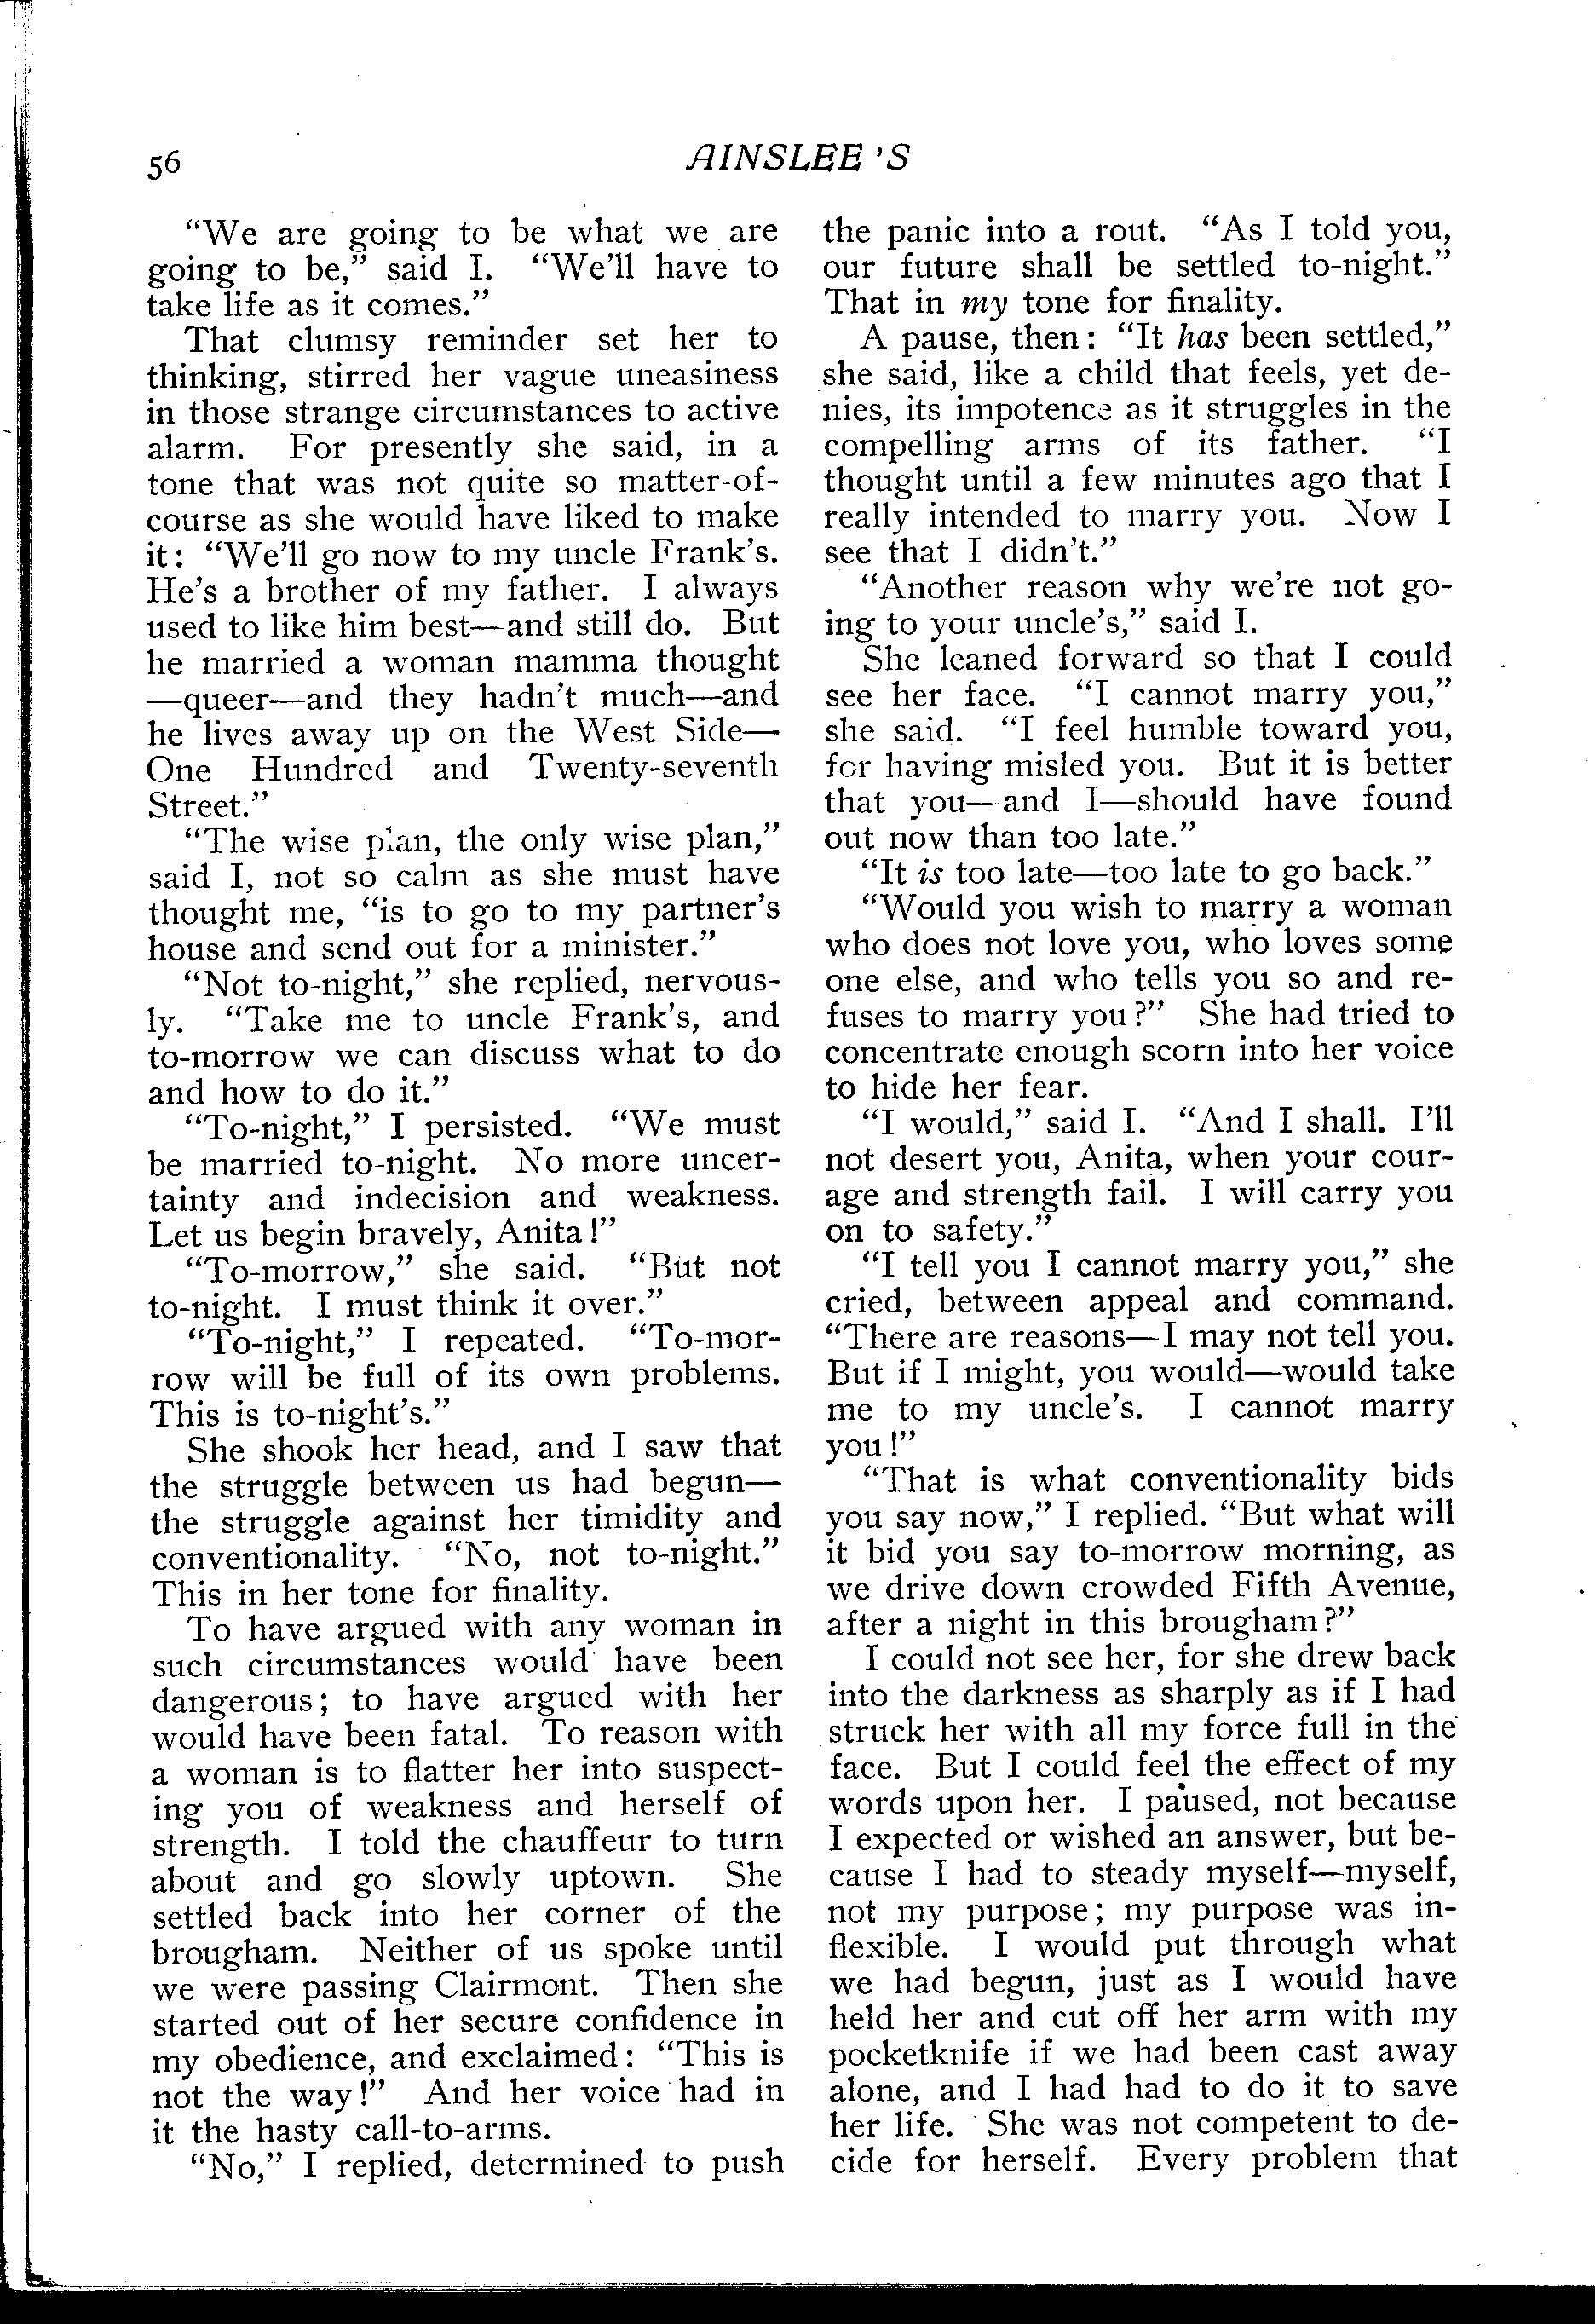 56
AINSLEE'S
“We are going to be what we are
going to be,” said I. “We'll have to
take life as it comes.”
That clumsy reminder set her to
thinking, stirred her vague uneasiness
in those strange circumstances to active
alarm. For presently she said, in a
tone that was not quite so matter-of-
course as she would have liked to make
it: “We'll go now to my uncle Frank's.
He's a brother of my father. I always
used to like him best—and still do. But
he married a woman mamma thought
—queer—and they hadn't much—and
he lives away up on the West Side—
One Hundred and Twenty-seventh
Street.”
“The wise plan, the only wise plan,”
said I, not so calm as she must have
thought me, “is to go to my partner's
house and send out for a minister.”
“Not to-night,” she replied, nervous-
ly. “Take me to uncle Frank's, and
to-morrow we can discuss what to do
and how to do it.”
“To-night,” I persisted. “We must
be married to-night. No more uncer-
tainty and indecision and weakness.
Let us begin bravely, Anita!”
“To-morrow,” she said. “But not
to-night. I must think it over.”
“To-night,” I repeated. “To-mor-
row will be full of its own problems.
This is to-night's.”
She shook her head, and I saw that
the struggle between us had begun—
the struggle against her timidity and
conventionality. “No, not to-night.”
This in her tone for finality.
To have argued with any woman in
such circumstances would have been
dangerous; to have argued with her
would have been fatal. To reason with
a woman is to flatter her into suspect-
ing you of weakness and herself of
strength. I told the chauffeur to turn
about and go slowly uptown. She
settled back into her corner of the
brougham. Neither of us spoke until
we were passing Clairmont. Then she
started out of her secure confidence in
my obedience, and exclaimed: “This is
not the way!” And her voice had in
it the hasty call-to-arms.
“No,” I replied, determined to push
the panic into a rout. “As I told you,
our future shall be settled to-night.”
That in my tone for finality.
A pause, then: “It has been settled,”
she said, like a child that feels, yet de-
nies, its impotence as it struggles in the
compelling arms of its father. “I
thought until a few minutes ago that I
really intended to marry you. Now I
see that I didn't.”
“Another reason why we're not go-
ing to your uncle's,” said I.
She leaned forward so that I could
see her face. “I cannot marry you,”
she said. “I feel humble toward you,
for having misled you. But it is better
that you—and I—should have found
out now than too late.”
“It is too late—too late to go back.”
“Would you wish to marry a woman
who does not love you, who loves some
one else, and who tells you so and re-
fuses to marry you?” She had tried to
concentrate enough scorn into her voice
to hide her fear.
“I would,” said I. “And I shall. I'll
not desert you, Anita, when your cour-
age and strength fail. I will carry you
on to safety.”
“I tell you I cannot marry you,” she
cried, between appeal and command.
“There are reasons—I may not tell you.
But if I might, you would—would take
me to my uncle's. I cannot marry
you!”
“That is what conventionality bids
you say now,” I replied. “But what will
it bid you say to-morrow morning, as
we drive down crowded Fifth Avenue,
after a night in this brougham?”
I could not see her, for she drew back
into the darkness as sharply as if I had
struck her with all my force full in the
face. But I could feel the effect of my
words upon her. I paused, not because
I expected or wished an answer, but be-
cause I had to steady myself—myself,
not my purpose; my purpose was in-
flexible. I would put through what
we had begun, just as I would have
held her and cut off her arm with my
pocketknife if we had been cast away
alone, and I had had to do it to save
her life. She was not competent to de-
cide for herself. Every problem that